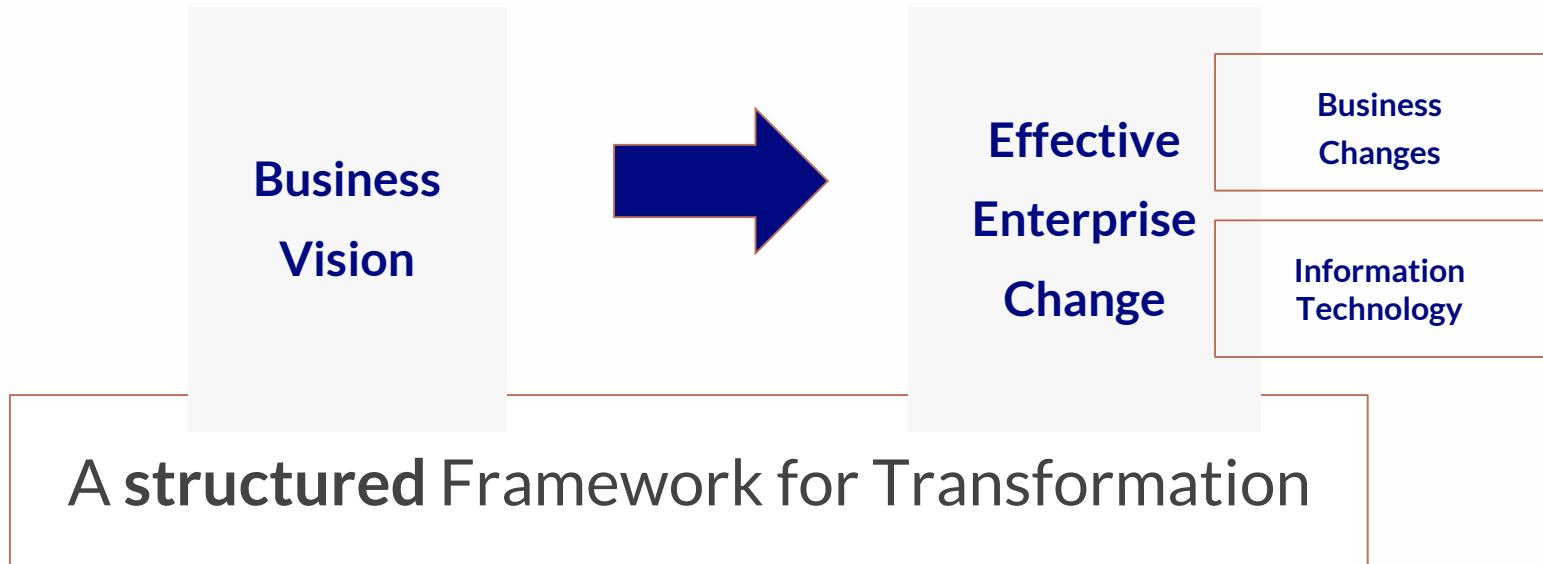 Business
Vision
Effective
Enterprise
Change
Business
Changes
Information
Technology
A structured Framework for Transformation